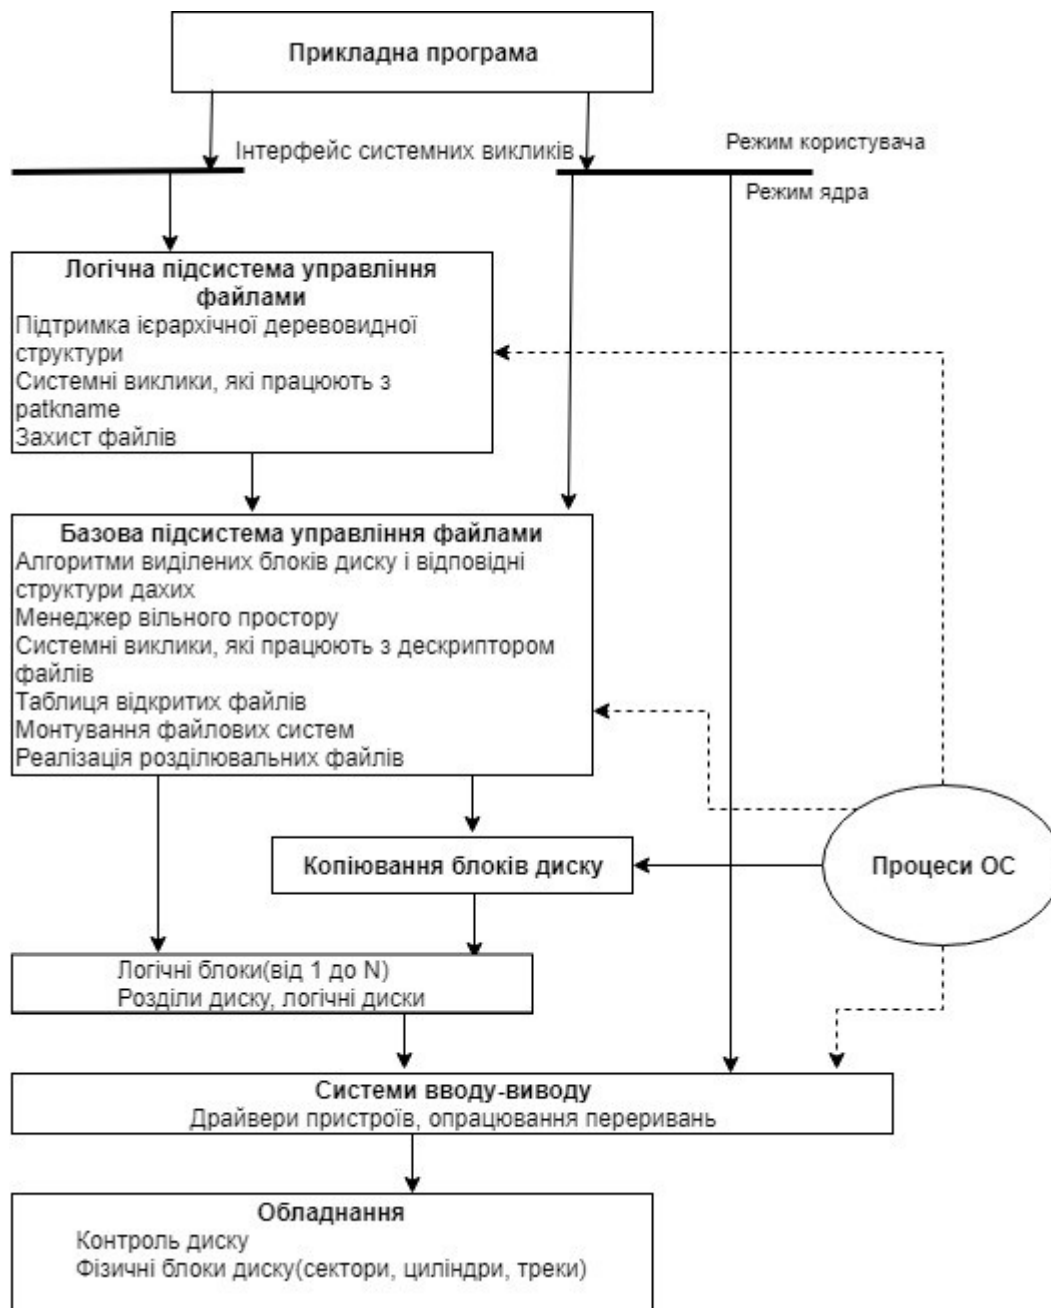 Прикладна програма
Інтерфейс системних викликів
Режим користувача
Режим ядра
Логічна підсистема управління
файлами
Підтримка ієрархічної деревовидної
структури
Системні виклики, які працюють з
patkname
Захист файлів
Базова підсистема управління файлами
Алгоритми виділених блоків диску і відповідні
структури дахих
Менеджер вільного простору
Системні виклики, які працюють з дескриптором
файлів
Таблиця відкритих файлів
Монтування файлових систем
Реалізація розділювальних файлів
Копіювання блоків диску
Процеси ОС
Логічні блоки(від 1 до N)
Розділи диску, логічні диски
Системи вводу-виводу
Драйвери пристроїв, опрацювання переривань
Обладнання
Контроль диску
Фізичні блоки диску(сектори, циліндри, треки)